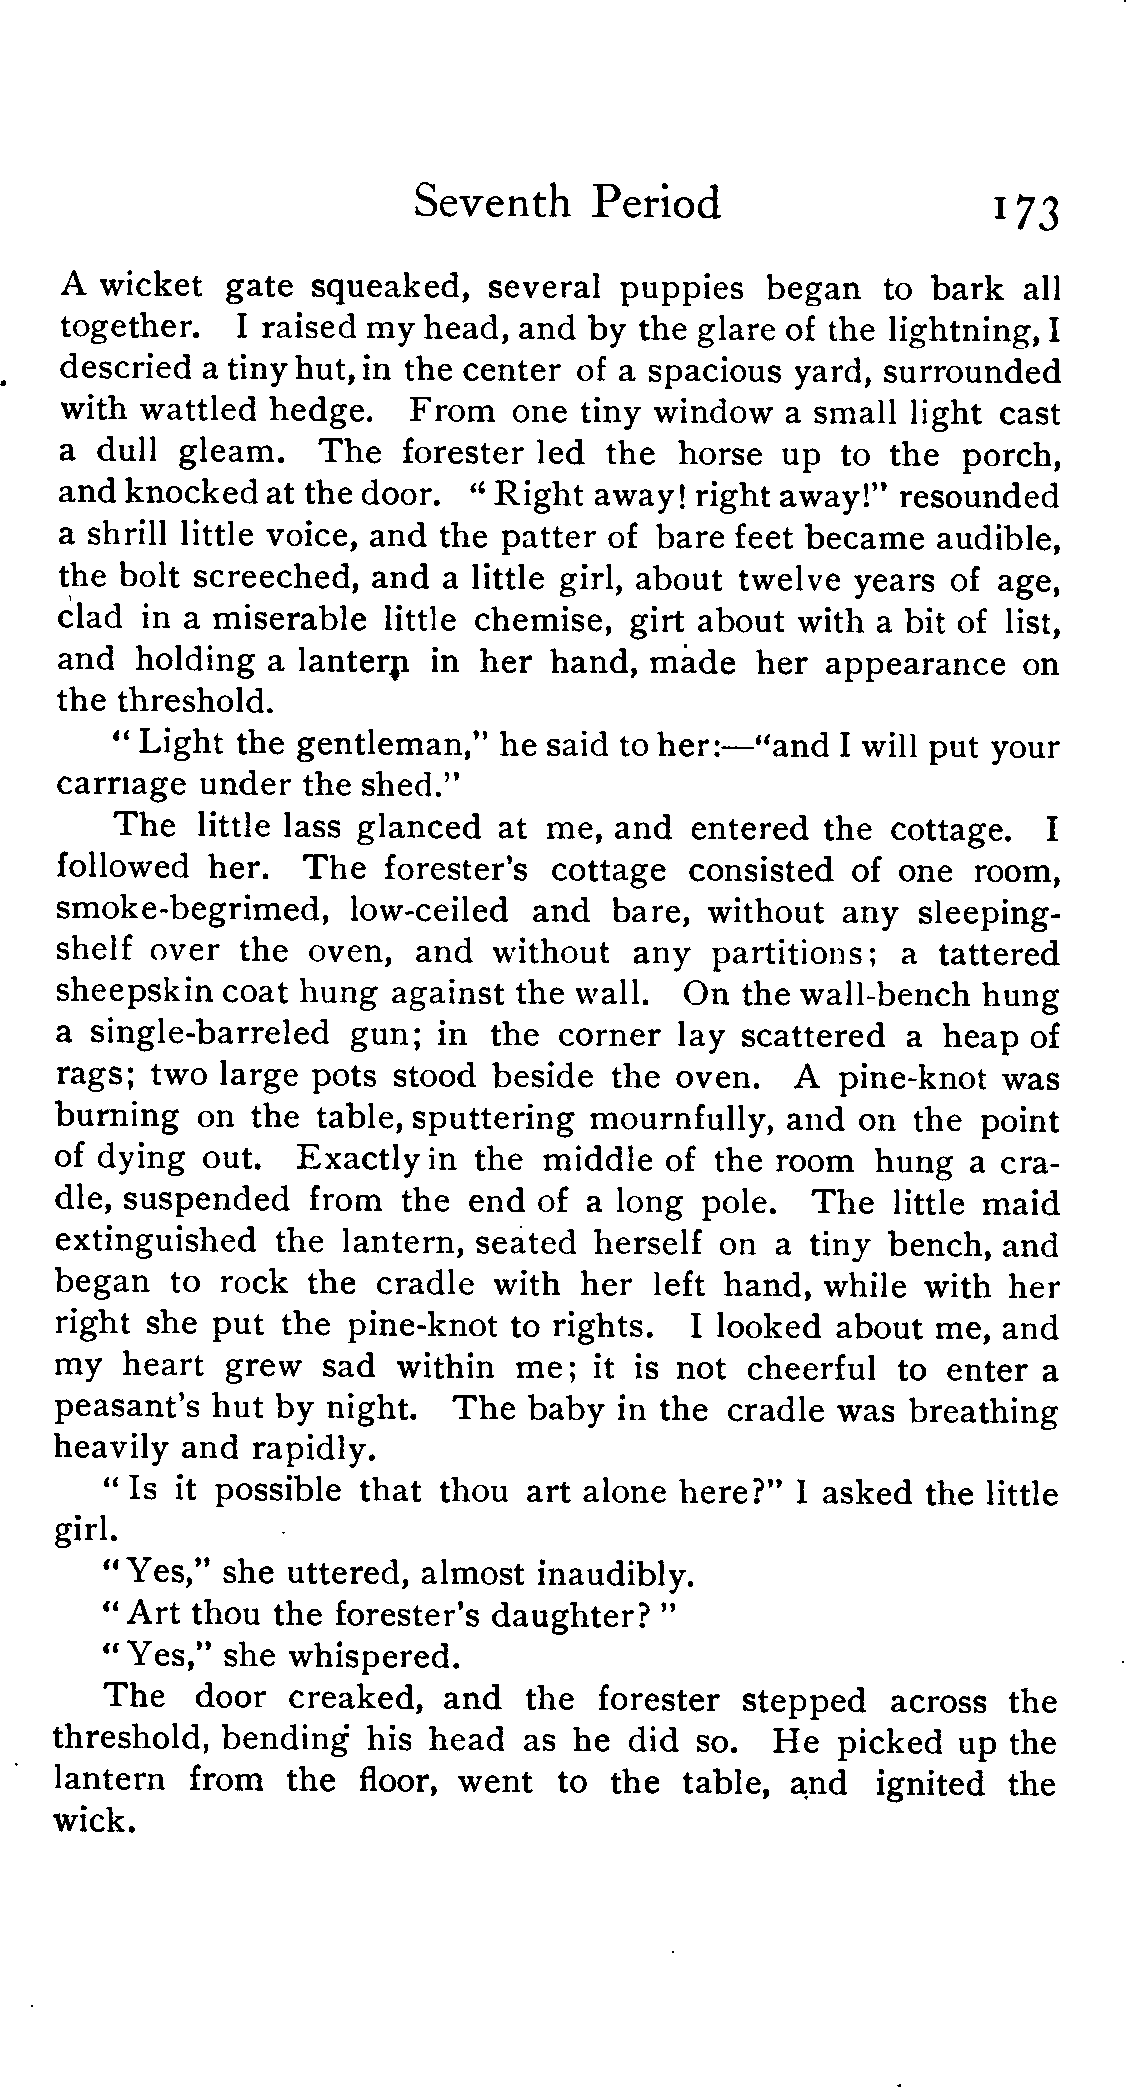 Seventh Period 173
A wicket gate squeaked, several puppies began to bark all
together. I raised my head, and by the glare of the lightning, I
descried a tiny hut, in the center of a spacious yard, surrounded
with wattled hedge. From one tiny window a small light cast
a dull gleam. The forester led the horse up to the porch,
and knocked at the door. "Right away! right away!" resounded
a shrill little voice, and the patter of bare feet became audible,
the bolt screeched, and a little girl, about twelve years of age,
clad in a miserable little chemise, girt about with a bit of list,
and holding a lantern in her hand, made her appearance on
the threshold.
"Light the gentleman," he said to her:—"and I will put your
carriage under the shed."
The little lass glanced at me, and entered the cottage. I
followed her. The forester's cottage consisted of one room,
smoke-begrimed, low-ceiled and bare, without any sleeping-
shelf over the oven, and without any partitions; a tattered
sheepskin coat hung against the wall. On the wall-bench hung
a single-barreled gun; in the corner lay scattered a heap of
rags; two large pots stood beside the oven. A pine-knot was
burning on the table, sputtering mournfully, and on the point
of dying out. Exactly in the middle of the room hung a cra-
dle, suspended from the end of a long pole. The little maid
extinguished the lantern, seated herself on a tiny bench, and
began to rock the cradle with her left hand, while with her
right she put the pine-knot to rights. I looked about me, and
my heart grew sad within me; it is not cheerful to enter a
peasant's hut by night. The baby in the cradle was breathing
heavily and rapidly.
"Is it possible that thou art alone here?" I asked the little
girl.
"Yes," she uttered, almost inaudibly.
"Art thou the forester's daughter?"
"Yes," she whispered.
The door creaked, and the forester stepped across the
threshold, bending his head as he did so. He picked up the
lantern from the floor, went to the table, and ignited the
wick.